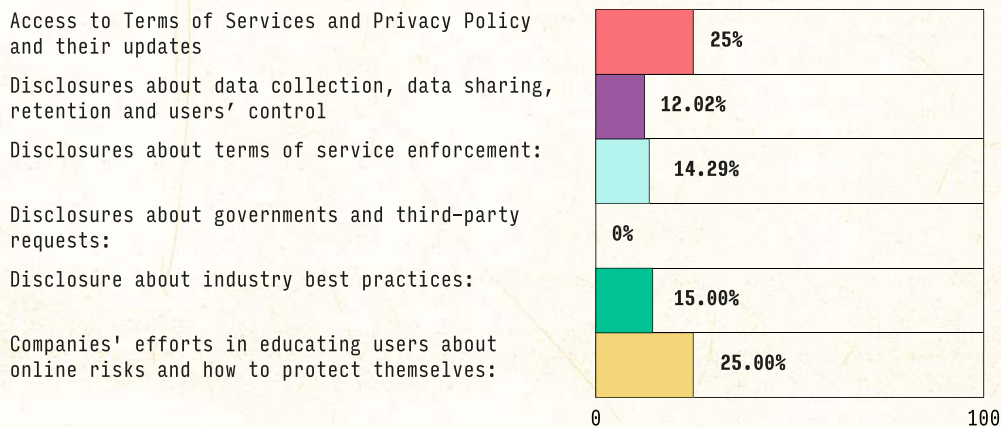 Access to Terms of Services and Privacy Policy
and their updates
25%
Disclosures about data collection, data sharing,
retention and users’ control
12.02%
Disclosures about terms of service enforcement:
14.29%
Disclosures about governments and third-party
requests:
0%
Disclosure about industry best practices:
15.00%
Companies' efforts in educating users about
online risks and how to protect themselves:
25.00%
0
100